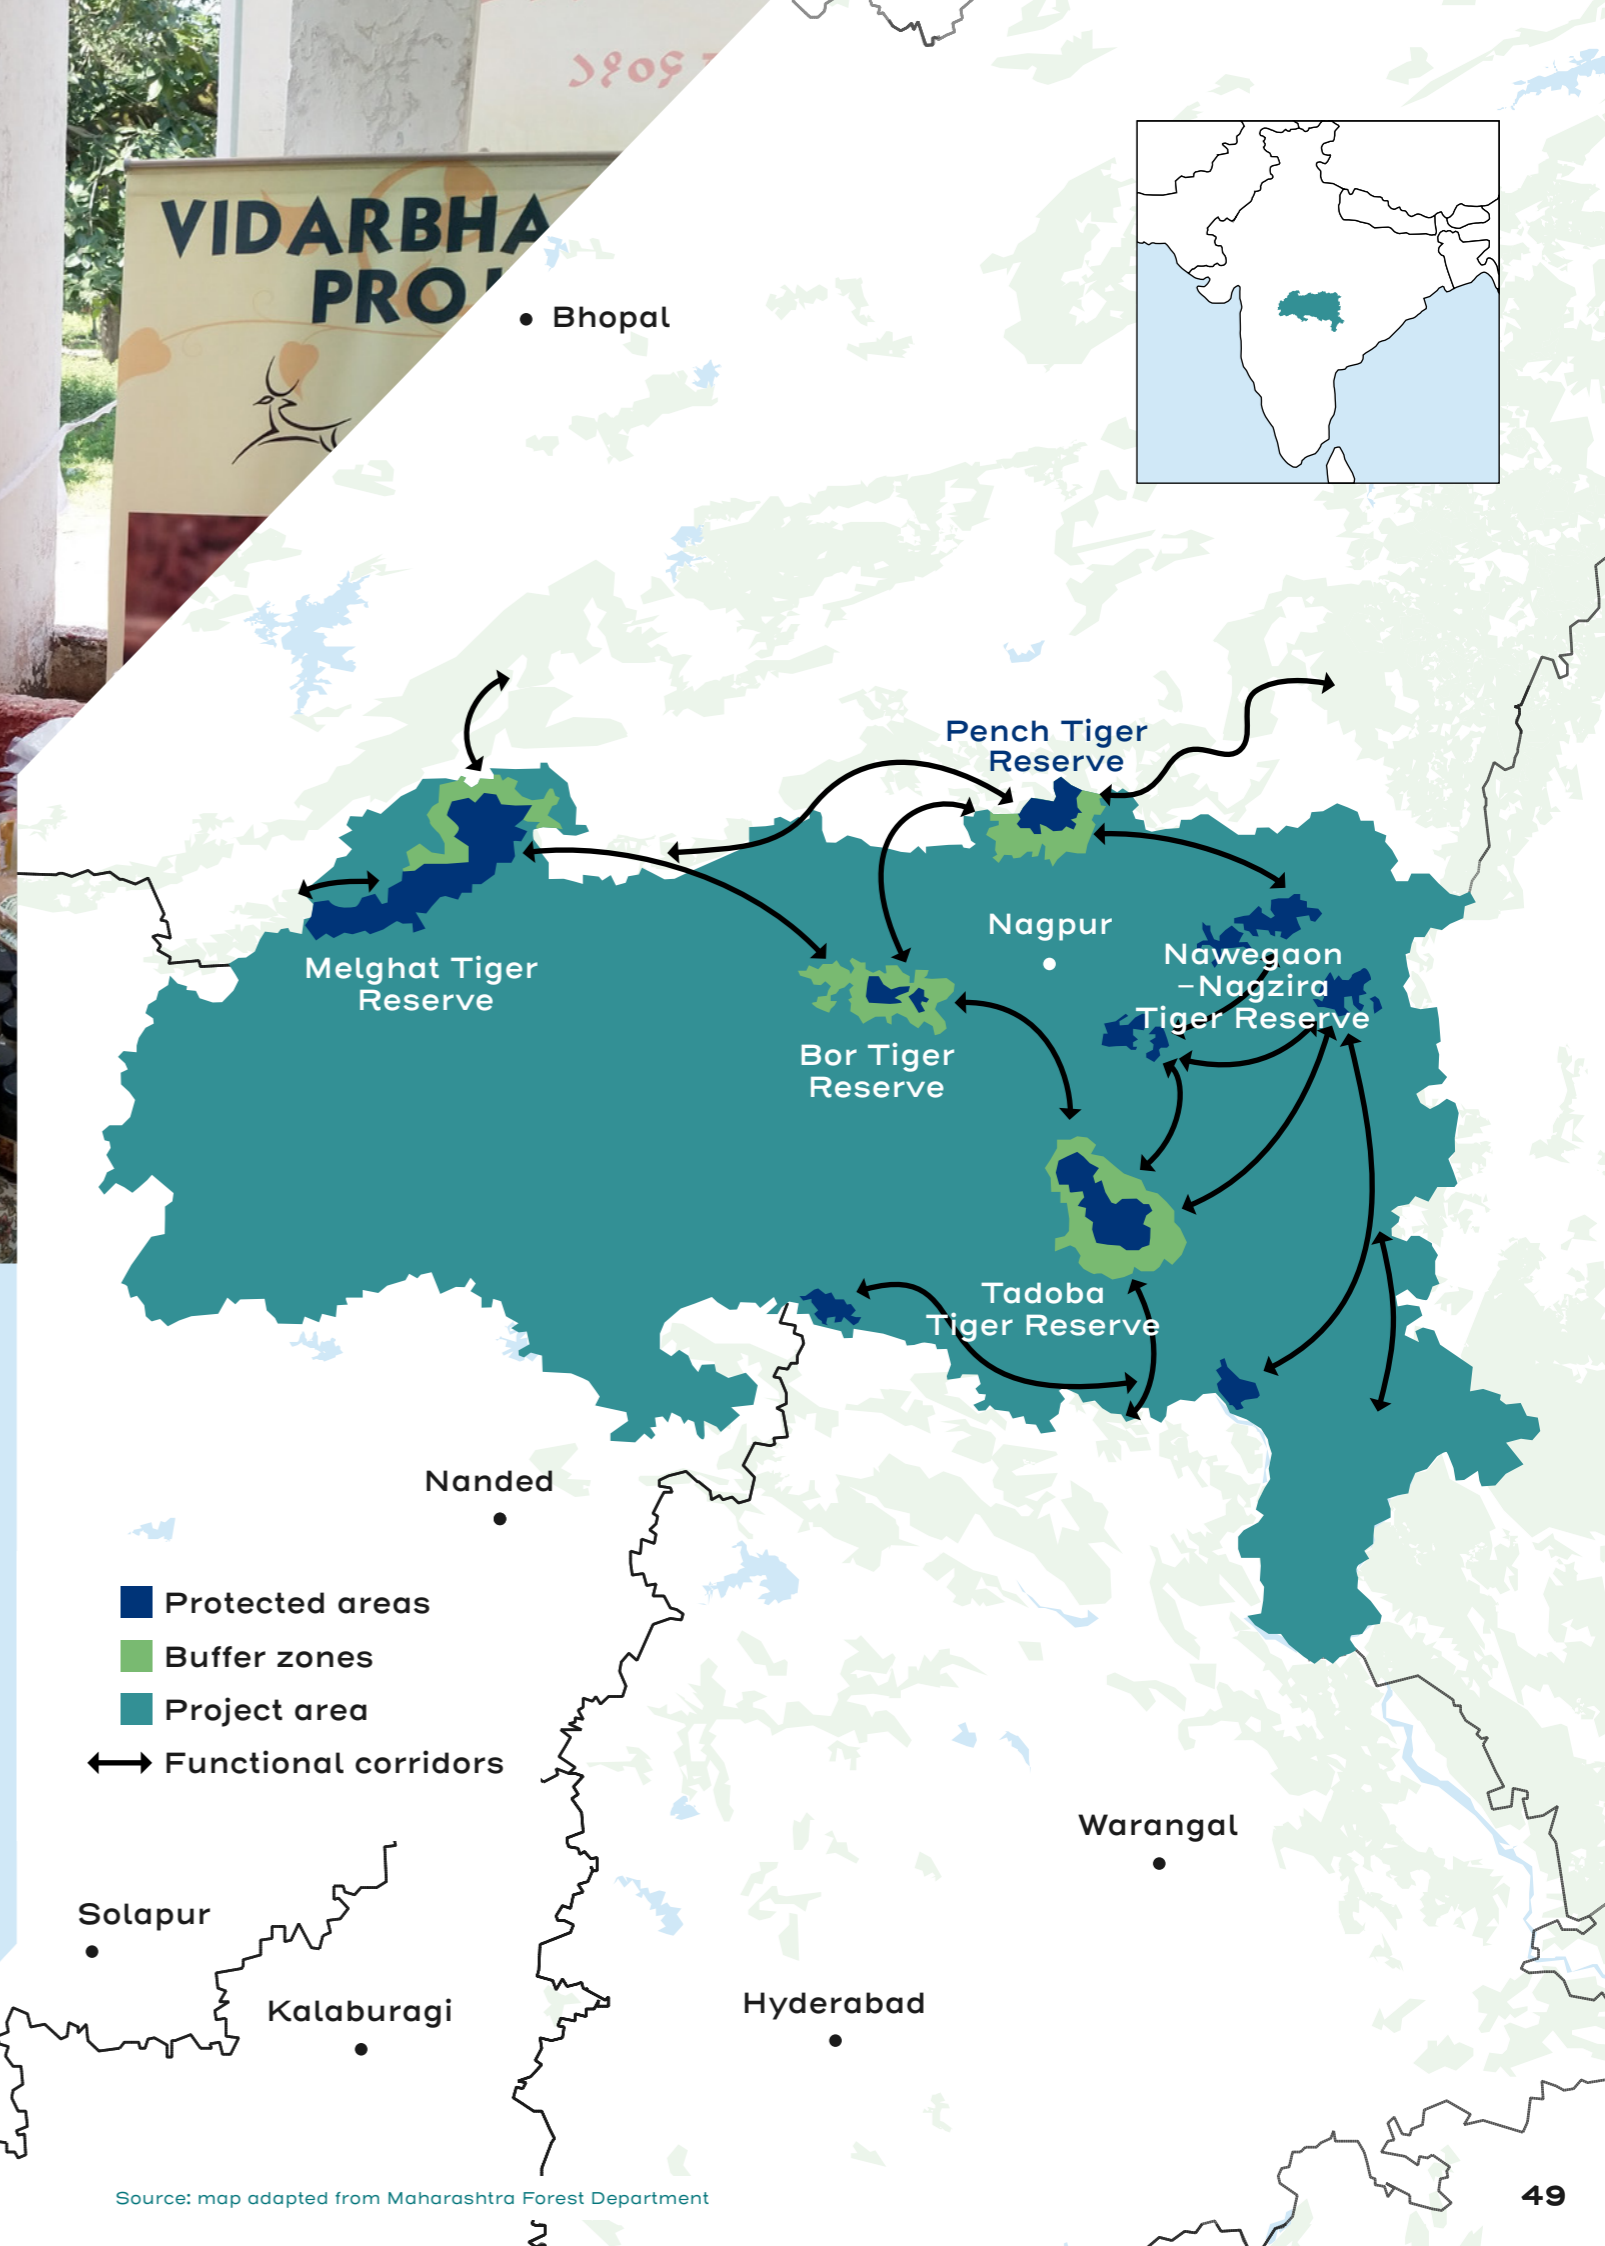 VIDARBHA
Bhopal
Pench Tiger
Reserve
Nagpur
Nawegaon
–Nagzira
Tiger Reserve
Melghat Tiger
Reserve
Bor Tiger
Reserve
Tadoba
Tiger Reserve
Nanded
Protected areas
Buffer zones
Project area
Functional corridors
Warangal
Solapur
Kalaburagi
Hyderabad
Source: map adapted from Maharashtra Forest Department
49